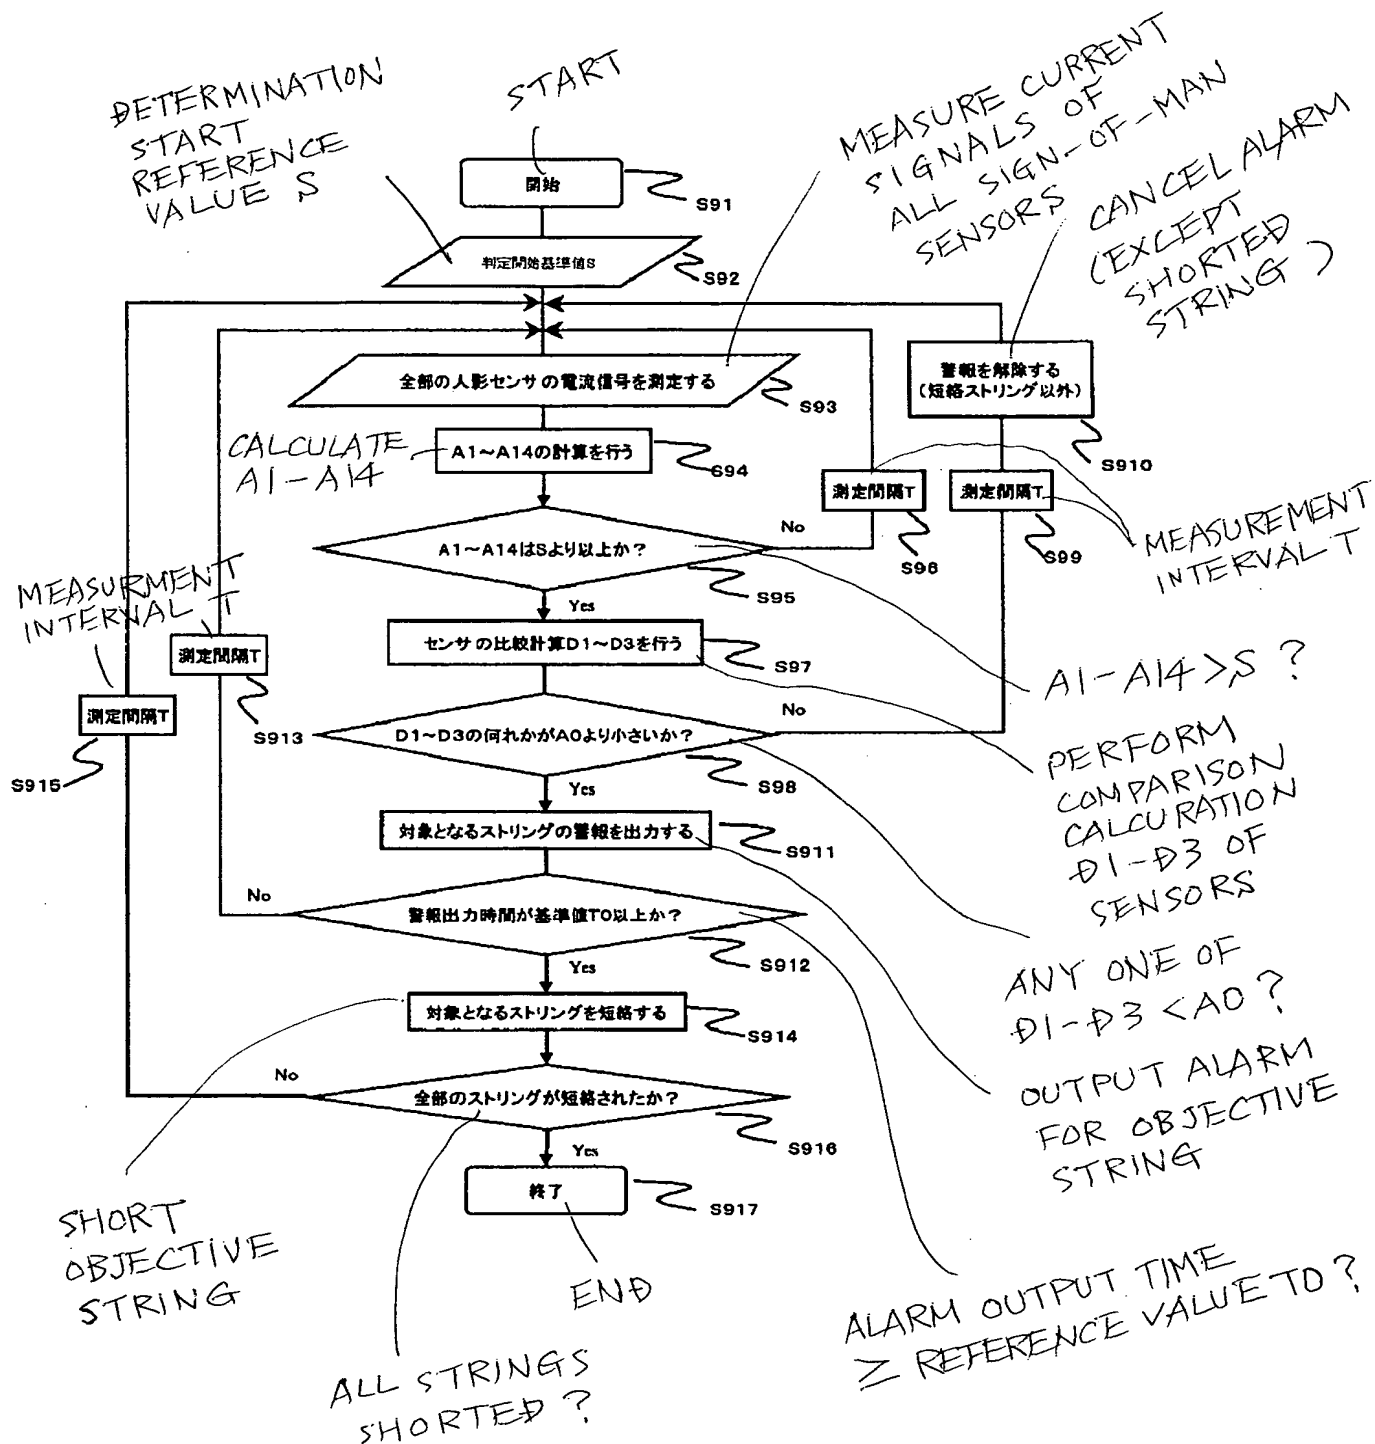 DETERMINATION
START
REFERENCE
VALUE S
START
MEASURE CURRENT
SIGNALS OF
ALL SIGN-OF-MAN
SENSORS
CANCEL ALARM
(EXCEPT
SHORTED
STRING)
開始
S91
判定開始基準値S
S92
全部の人影センサの電流信号を測定する
S93
警報を解除する
(短絡ストリング以外)
S910
CALCULATE
A1-A14
A1～A14の計算を行う
S94
測定間隔T
S96
測定間隔T
S99
MEASUREMENT
INTERVAL T
A1～A14はSより以上か?
No
S95
Yes
MEASURMENT
INTERVAL T
センサの比較計算D1～D3を行う
S97
測定間隔T
S913
測定間隔T
S915
A1-A14>S ?
D1～D3の何れかがA0より小さいか?
No
S98
Yes
PERFORM
COMPARISON
CALCURATION
D1-D3 OF
SENSORS
対象となるストリングの警報を出力する
S911
No
警報出力時間が基準値T0以上か?
S912
Yes
ANY ONE OF
D1-D3 <A0 ?
対象となるストリングを短絡する
S914
OUTPUT ALARM
FOR OBJECTIVE
STRING
No
全部のストリングが短絡されたか?
S916
Yes
終了
S917
SHORT
OBJECTIVE
STRING
END
ALARM OUTPUT TIME
≥ REFERENCE VALUE T0 ?
ALL STRINGS
SHORTED ?